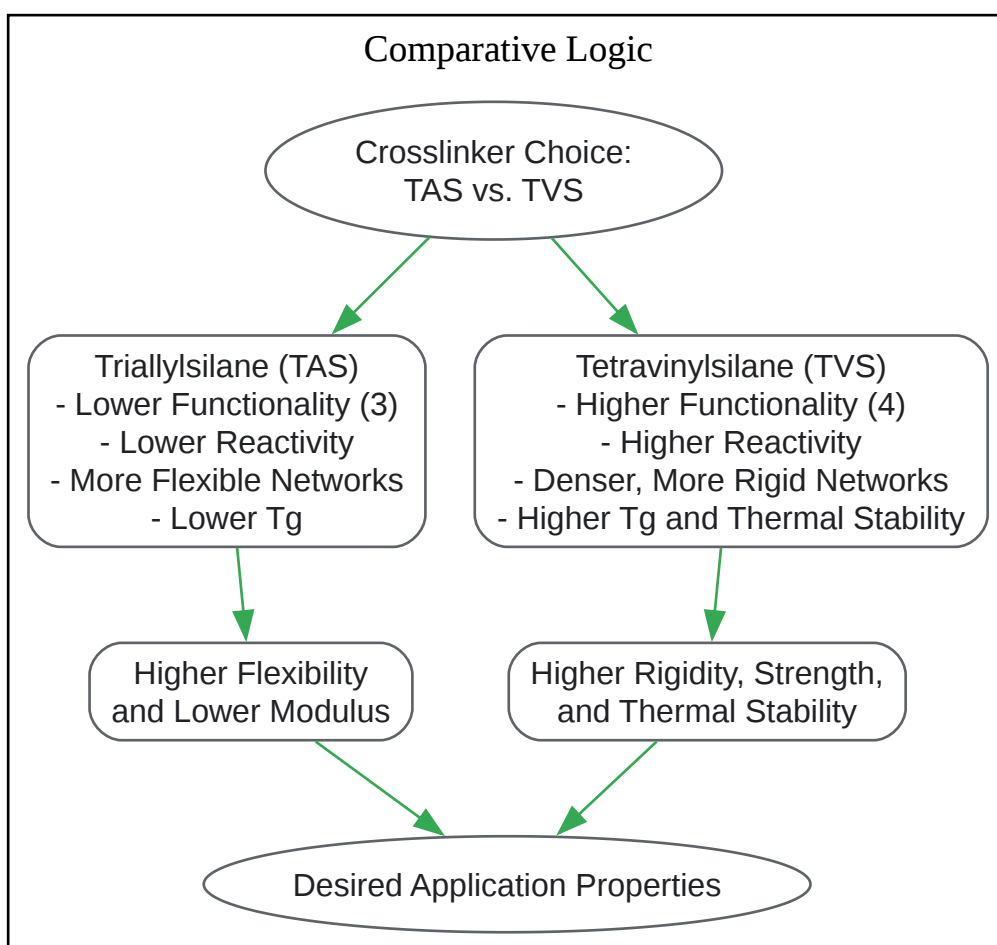 Comparative Logic
Crosslinker Choice:
TAS vs. TVS
Triallylsilane (TAS)
- Lower Functionality (3)
- Lower Reactivity
- More Flexible Networks
- Lower Tg
Tetravinylsilane (TVS)
- Higher Functionality (4)
- Higher Reactivity
- Denser, More Rigid Networks
- Higher Tg and Thermal Stability
Higher Flexibility
and Lower Modulus
Higher Rigidity, Strength,
and Thermal Stability
Desired Application Properties